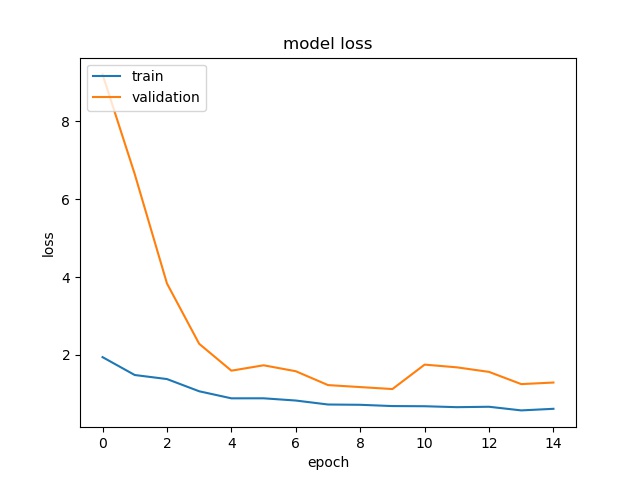 model loss
train
validation
8
6
4
2
loss
0 2 4 6 8 10 12 14
epoch